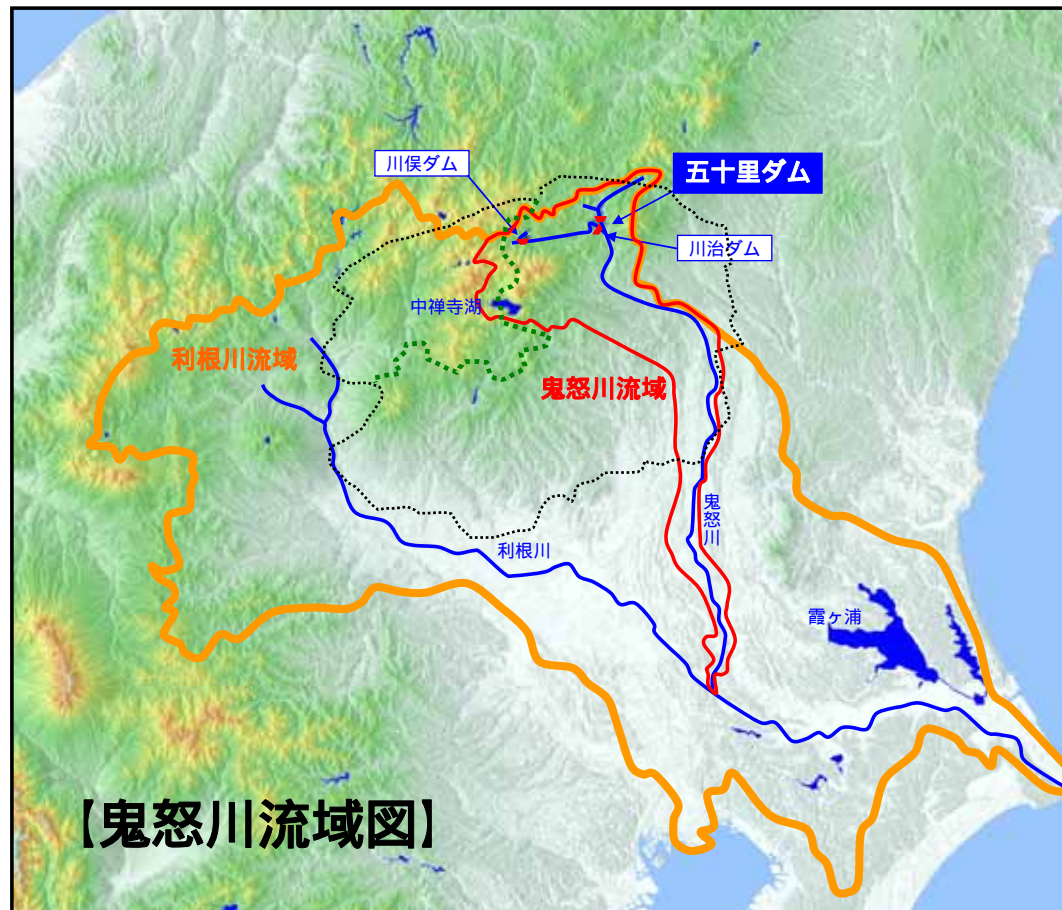 川俣ダム
五十里ダム
川治ダム
中禅寺湖
利根川流域
鬼怒川流域
鬼怒川
利根川
霞ヶ浦
【鬼怒川流域図】